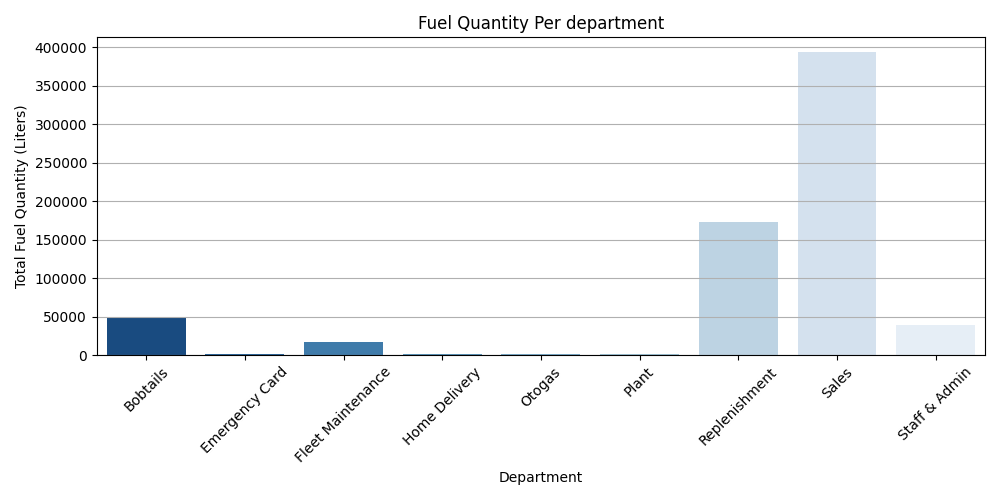 Fuel Quantity Per department
Total Fuel Quantity (Liters)
400000
350000
300000
250000
200000
150000
100000
50000
0
Bobtails
Emergency Card
Fleet Maintenance
Home Delivery
Otogas
Plant
Replenishment
Sales
Staff & Admin
Department